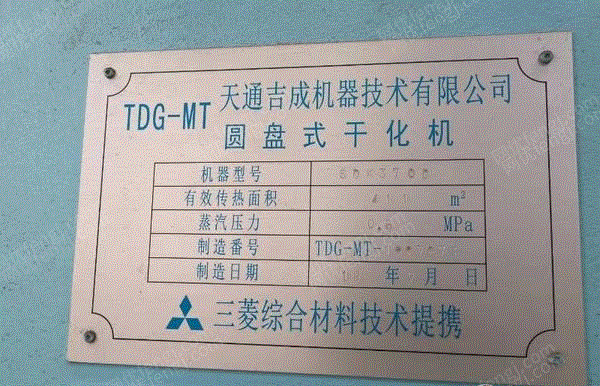 TDG-MT 天通吉成机器技术有限公司
圆盘式干化机
机器型号
有效传热面积 m²
蒸汽压力 MPa
制造番号 TDG-MT-
制造日期 年 月 日
三菱综合材料技术提携